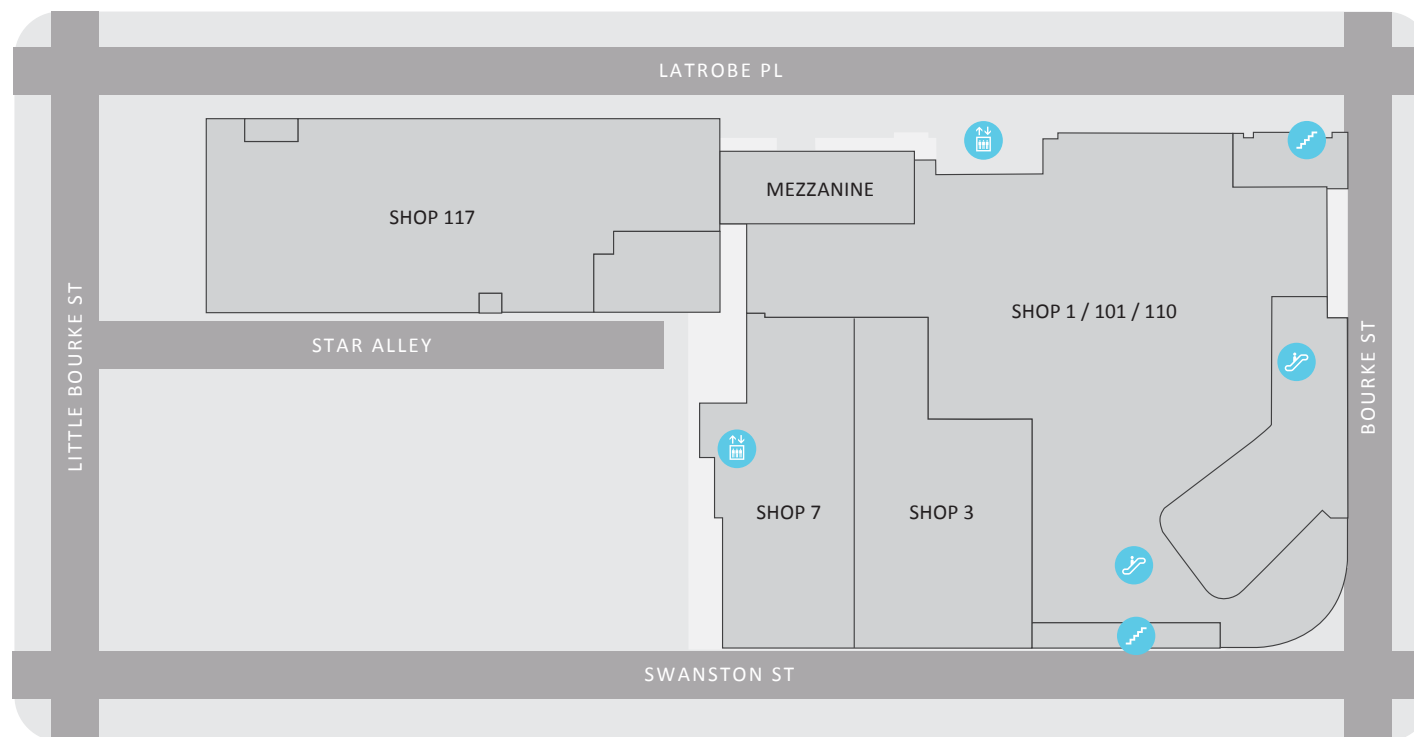 LATROBE PL
MEZZANINE
SHOP 117
SHOP 1 / 101 / 110
STAR ALLEY
LITTLE BOURKE ST
BOURKE ST
SHOP 7
SHOP 3
SWANSTON ST